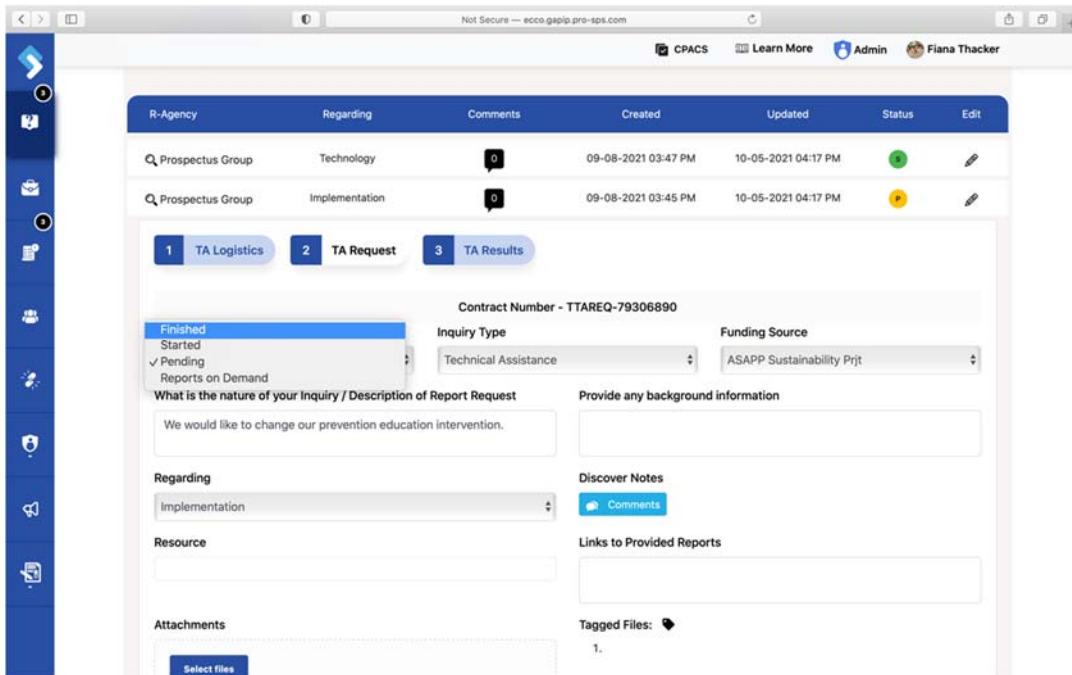 Not Secure — ecco.gapip.pro-sps.com
CPACS Learn More Admin Fiana Thacker
3
R-Agency Regarding Comments Created Updated Status Edit
Prospectus Group Technology 0 09-08-2021 03:47 PM 10-05-2021 04:17 PM S
Prospectus Group Implementation 0 09-08-2021 03:45 PM 10-05-2021 04:17 PM P
3
1 TA Logistics 2 TA Request 3 TA Results
Contract Number - TTAREQ-79306890
Finished
Started
✓ Pending
Reports on Demand
Inquiry Type
Technical Assistance
Funding Source
ASAPP Sustainability Prjt
What is the nature of your Inquiry / Description of Report Request
We would like to change our prevention education intervention.
Provide any background information
Regarding
Implementation
Discover Notes
Comments
Resource
Links to Provided Reports
Attachments
Select files
Tagged Files:
1.